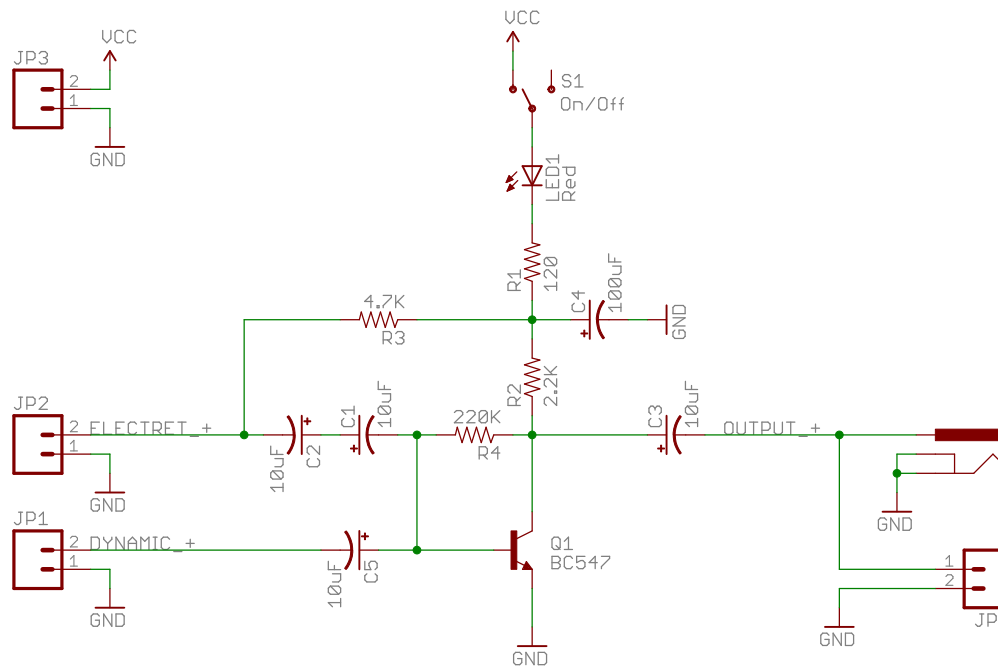 VCC
VCC
JP3
2
1
GND
S1
On/Off
LED1
Red
R1
120
C4
100uF
GND
4.7K
R3
R2
2.2K
JP2
2
ELECTRET_+
1
GND
10uF
C2
C1
10uF
220K
R4
C3
10uF
OUTPUT_+
GND
JP1
2
DYNAMIC_+
1
GND
10uF
C5
Q1
BC547
GND
1
2
GND
JP